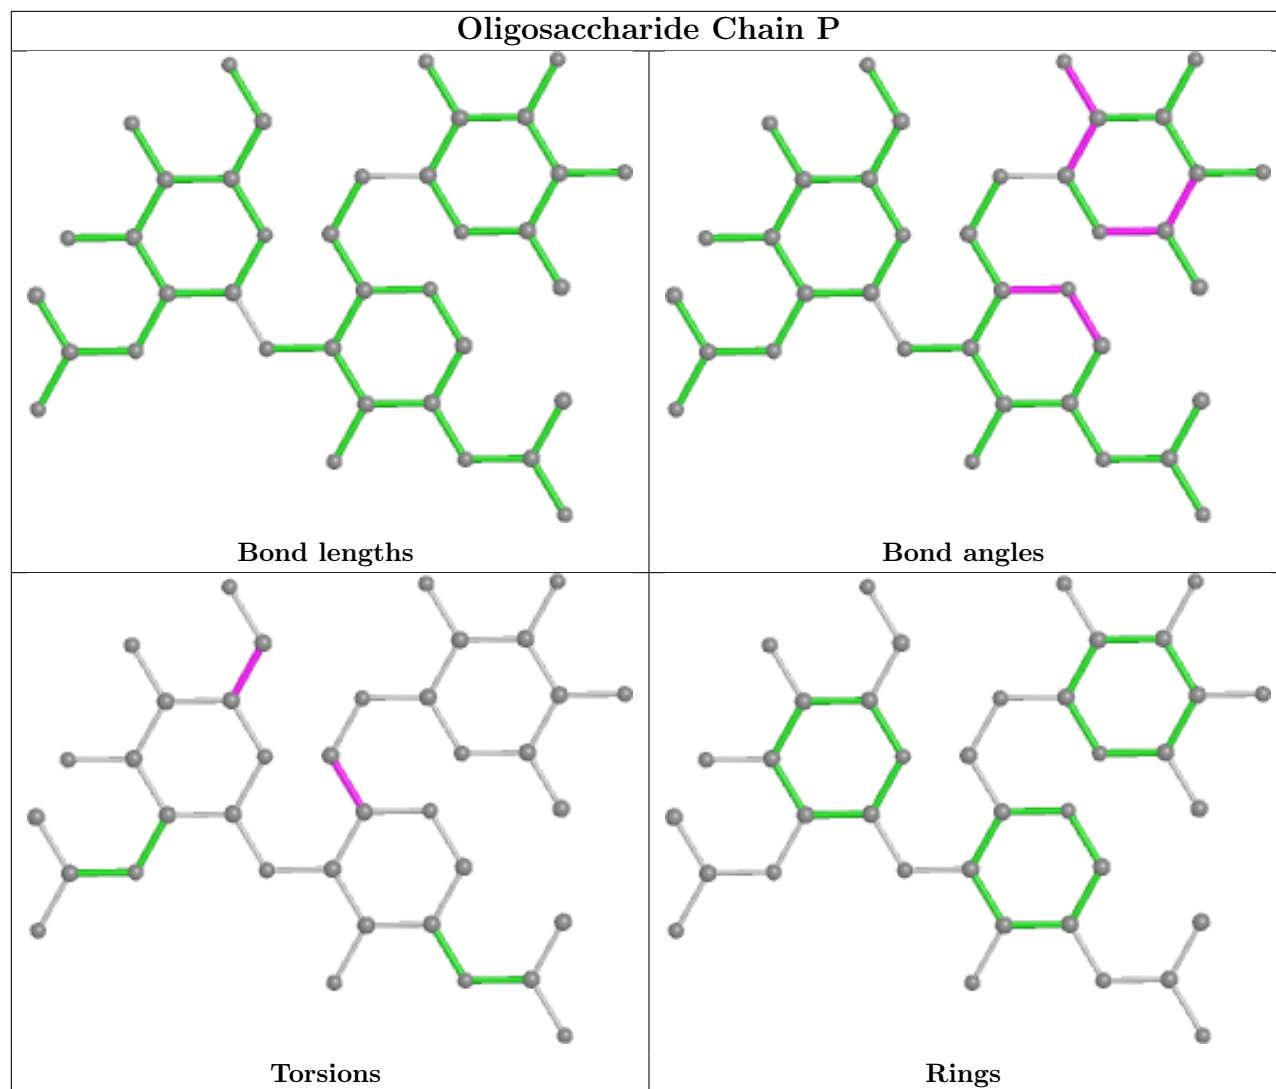 Oligosaccharide Chain P
Bond lengths
Bond angles
Torsions
Rings